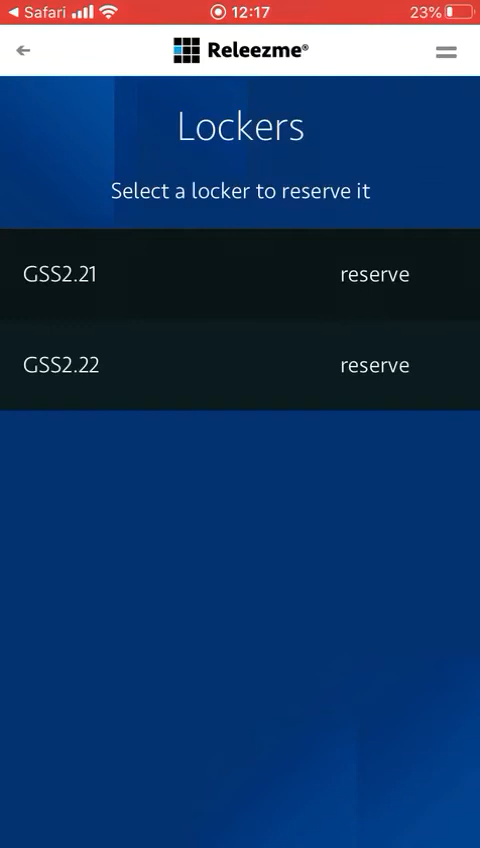 Safari 12:17 23%
Releezme®
Lockers
Select a locker to reserve it
GSS2.21 reserve
GSS2.22 reserve